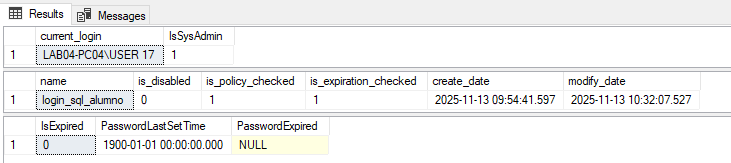 Results Messages
current_login IsSysAdmin
1 LAB04-PC04\USER 17 1
name is_disabled is_policy_checked is_expiration_checked create_date modify_date
1 login_sql_alumno 0 1 1 2025-11-13 09:54:41.597 2025-11-13 10:32:07.527
IsExpired PasswordLastSetTime PasswordExpired
1 0 1900-01-01 00:00:00.000 NULL